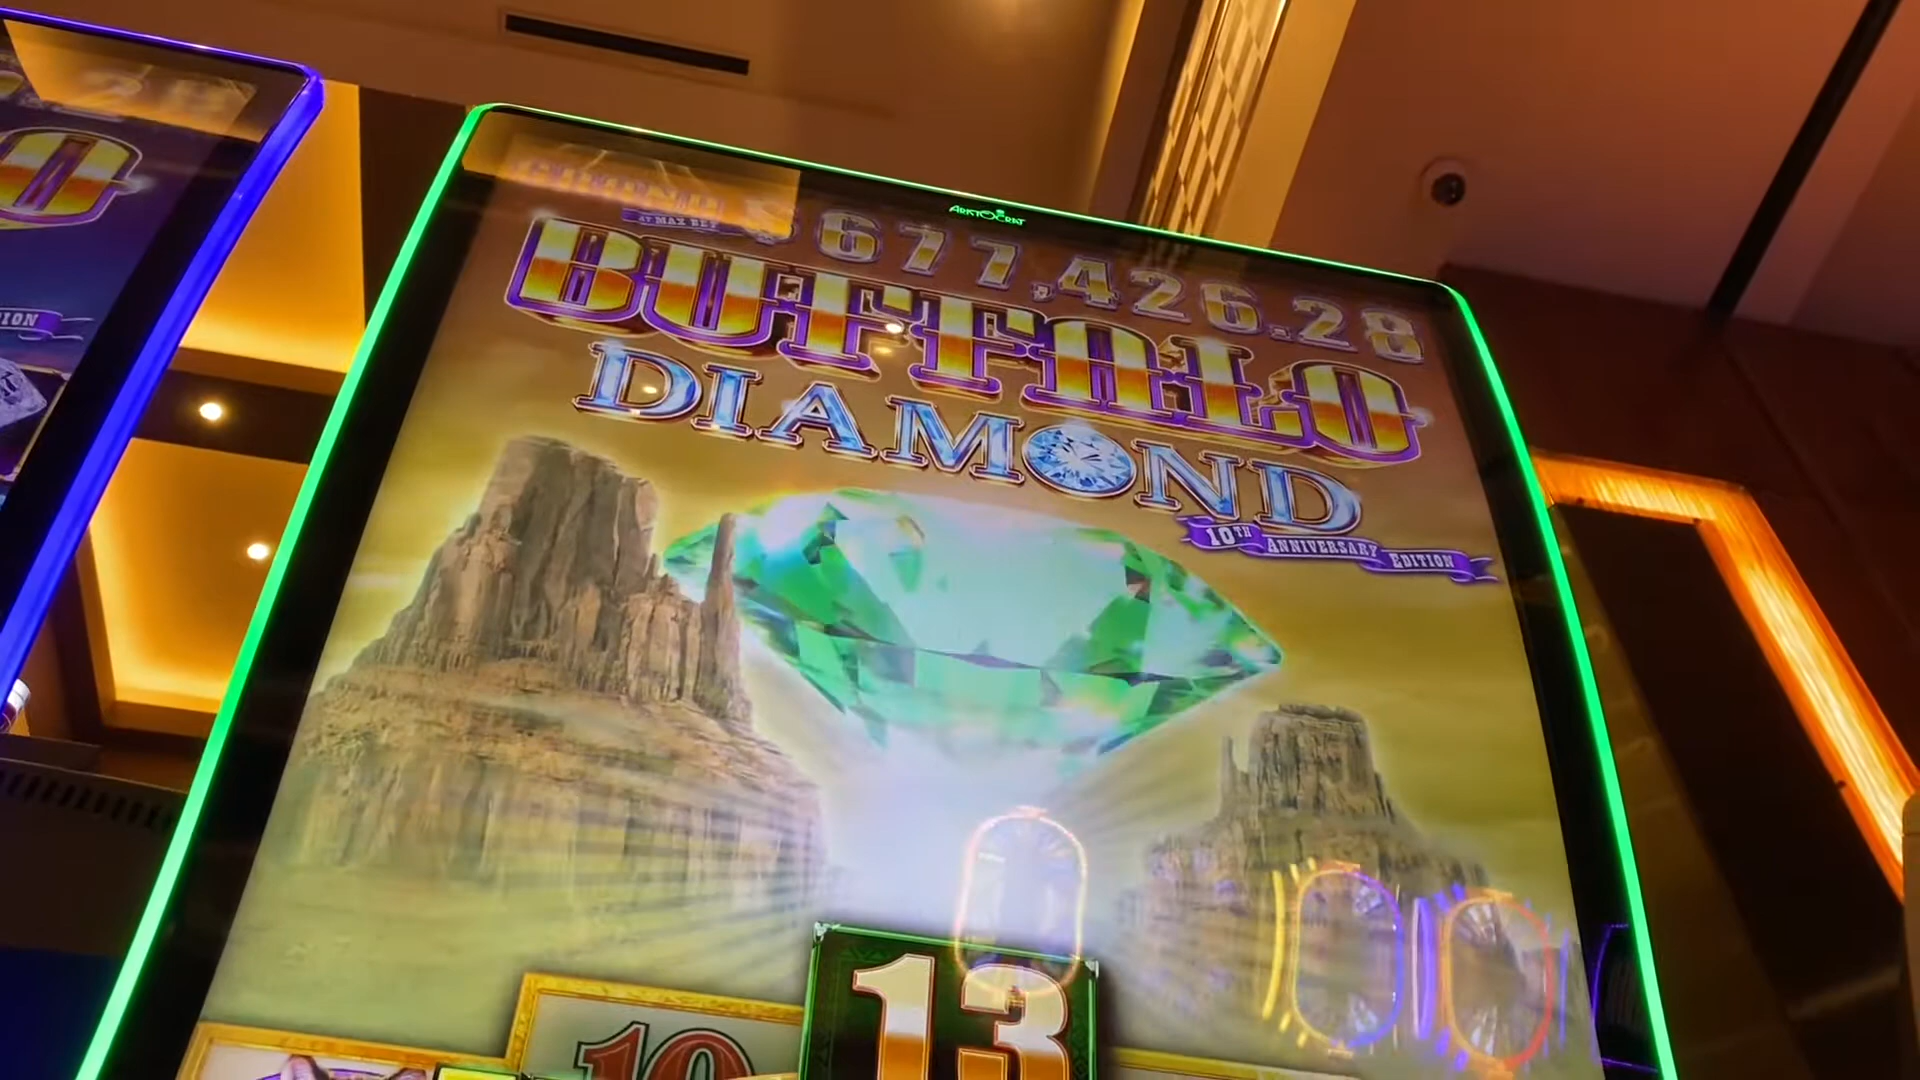 ARISTOCRAT
AT MAX BET
$677,426.28
BUFFALO
DIAMOND
10TH ANNIVERSARY EDITION
13
10